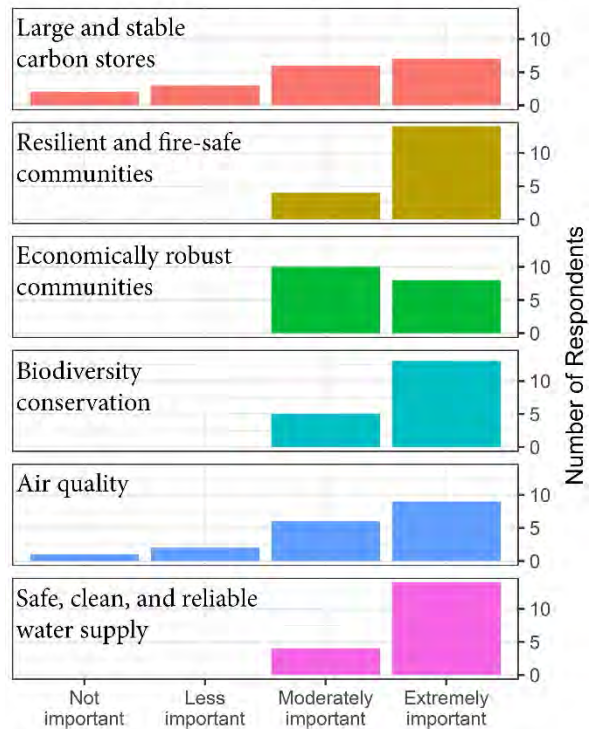 Large and stable
carbon stores
10
5
0
Resilient and fire-safe
communities
10
5
0
Economically robust
communities
10
5
0
Biodiversity
conservation
10
5
0
Air quality
10
5
0
Safe, clean, and reliable
water supply
10
5
0
Number of Respondents
Not
important
Less
important
Moderately
important
Extremely
important